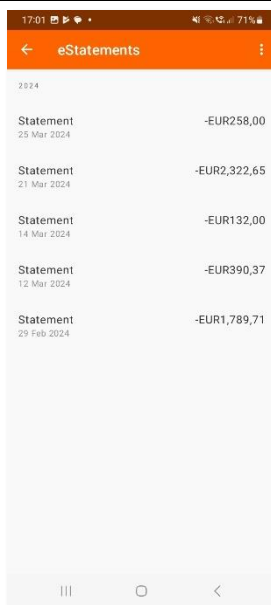 17:01 71%
eStatements
2024
Statement -EUR258,00
25 Mar 2024
Statement -EUR2,322,65
21 Mar 2024
Statement -EUR132,00
14 Mar 2024
Statement -EUR390,37
12 Mar 2024
Statement -EUR1,789,71
29 Feb 2024